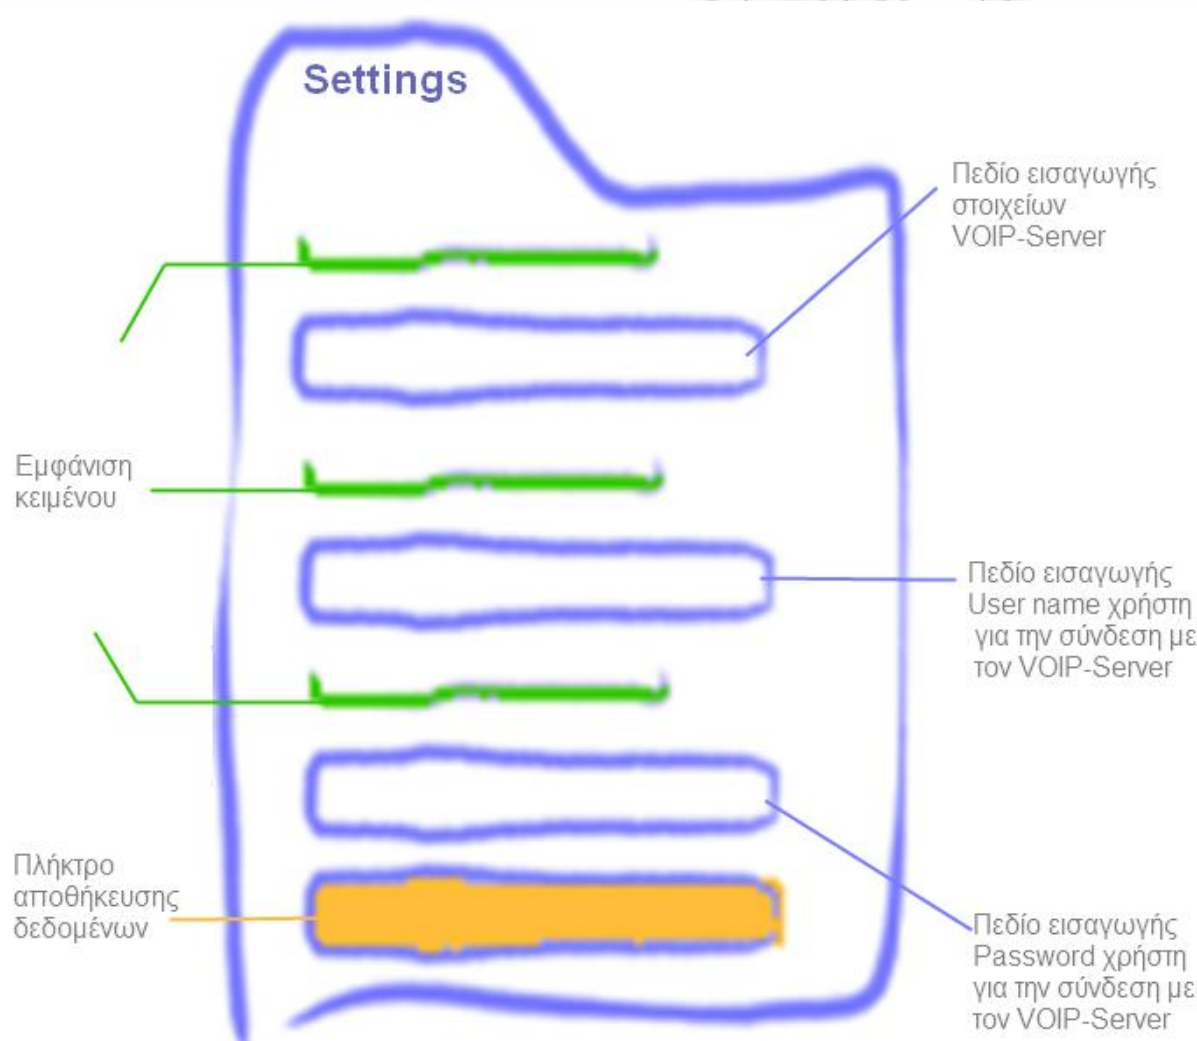 Settings
Πεδίο εισαγωγής
στοιχείων
VOIP-Server
Εμφάνιση
κειμένου
Πεδίο εισαγωγής
User name χρήστη
για την σύνδεση με
τον VOIP-Server
Πλήκτρο
αποθήκευσης
δεδομένων
Πεδίο εισαγωγής
Password χρήστη
για την σύνδεση με
τον VOIP-Server